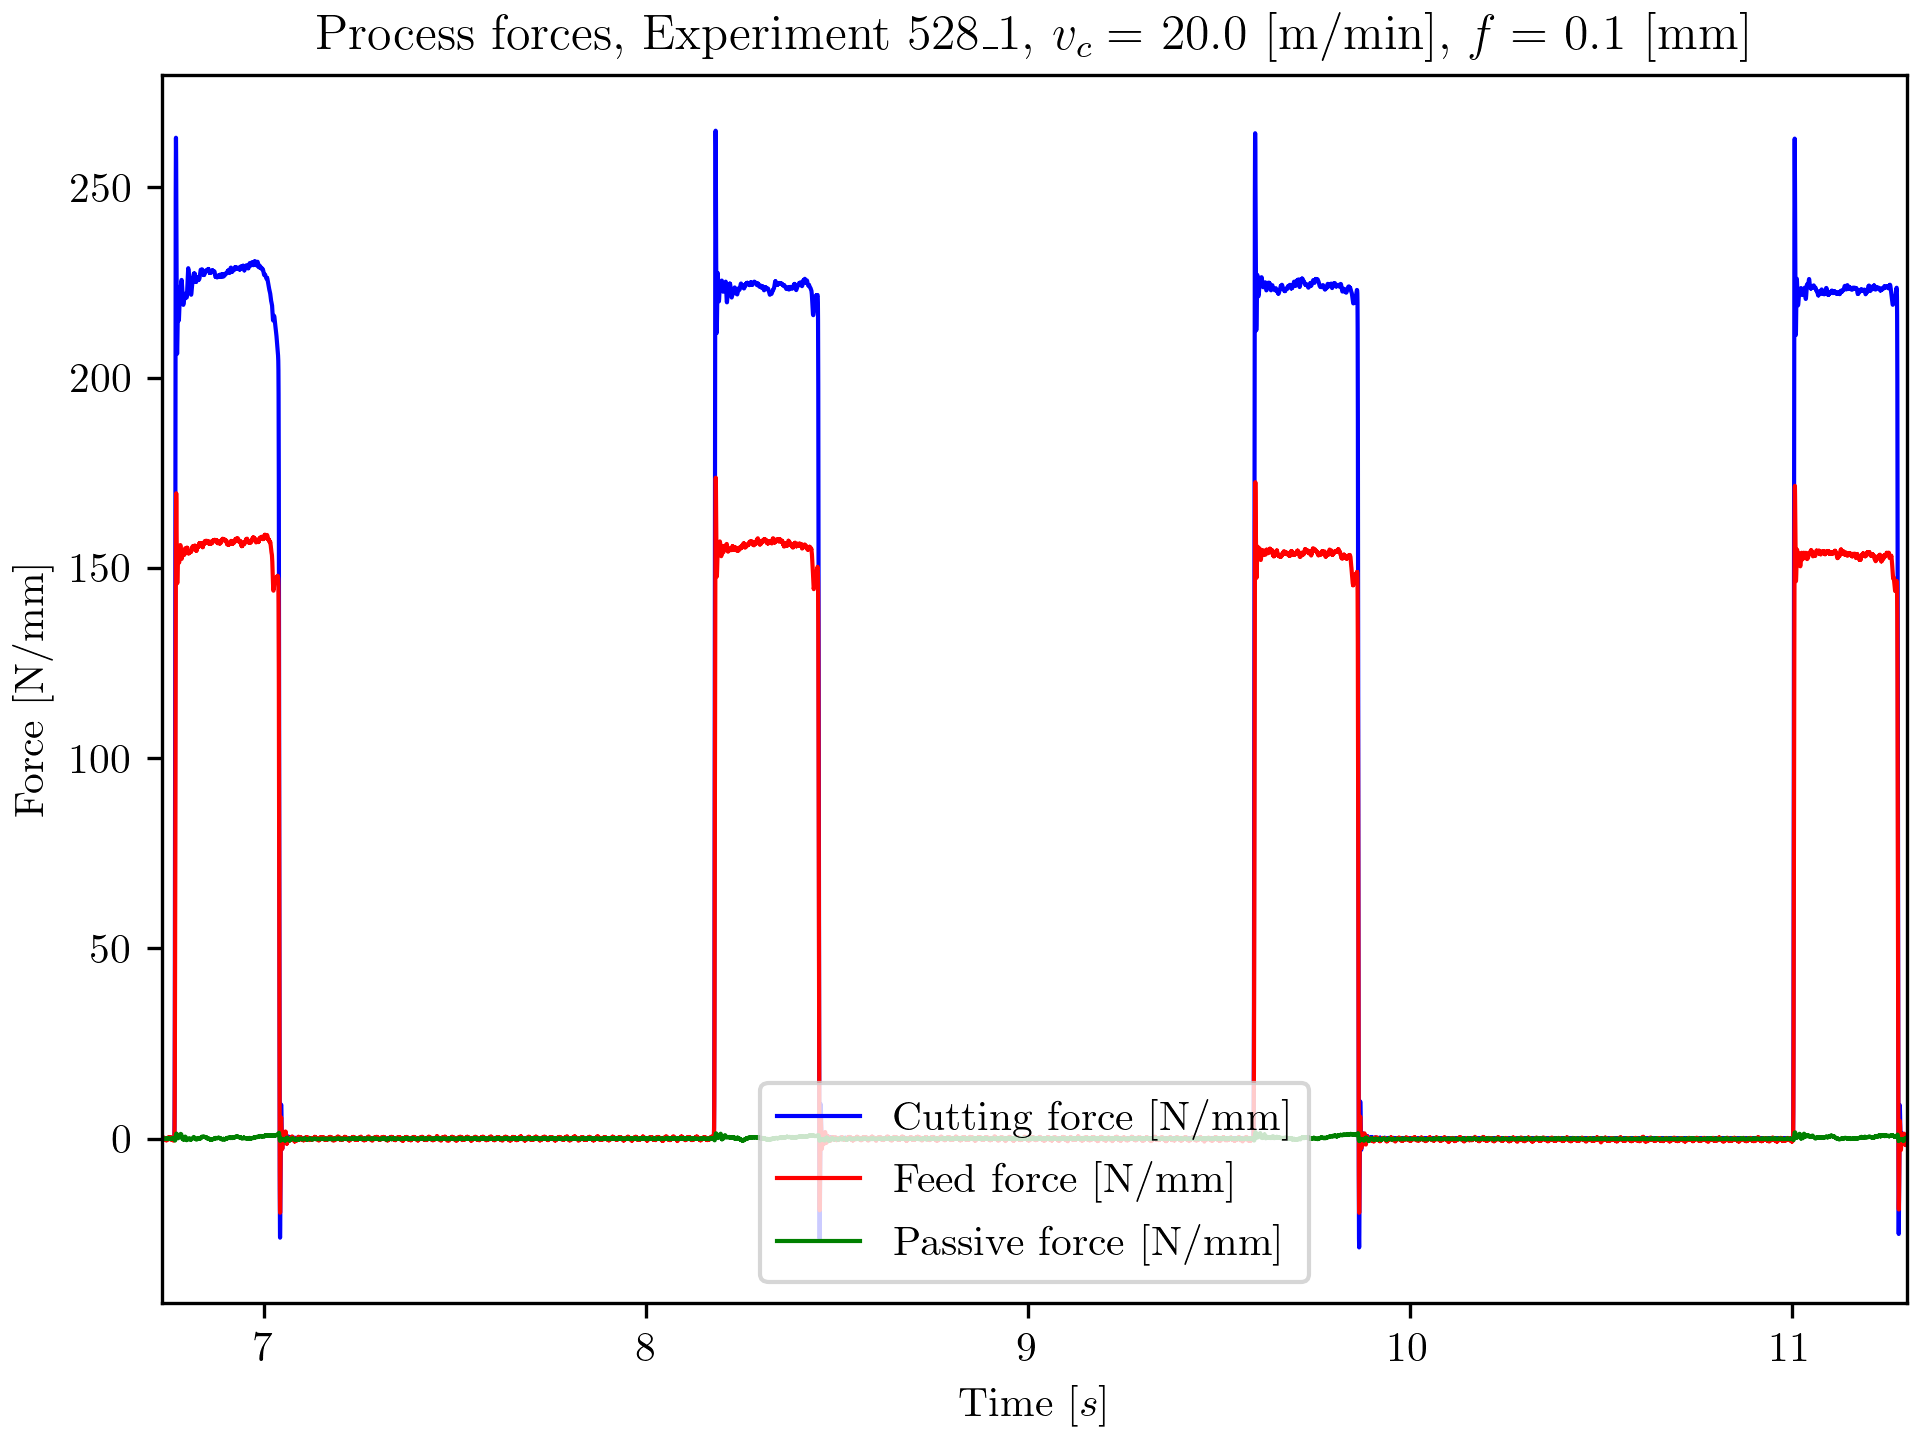 Process forces, Experiment 528_1, v_c = 20.0 [m/min], f = 0.1 [mm]
250
200
150
100
50
0
Force [N/mm]
Cutting force [N/mm]
Feed force [N/mm]
Passive force [N/mm]
7 8 9 10 11
Time [s]